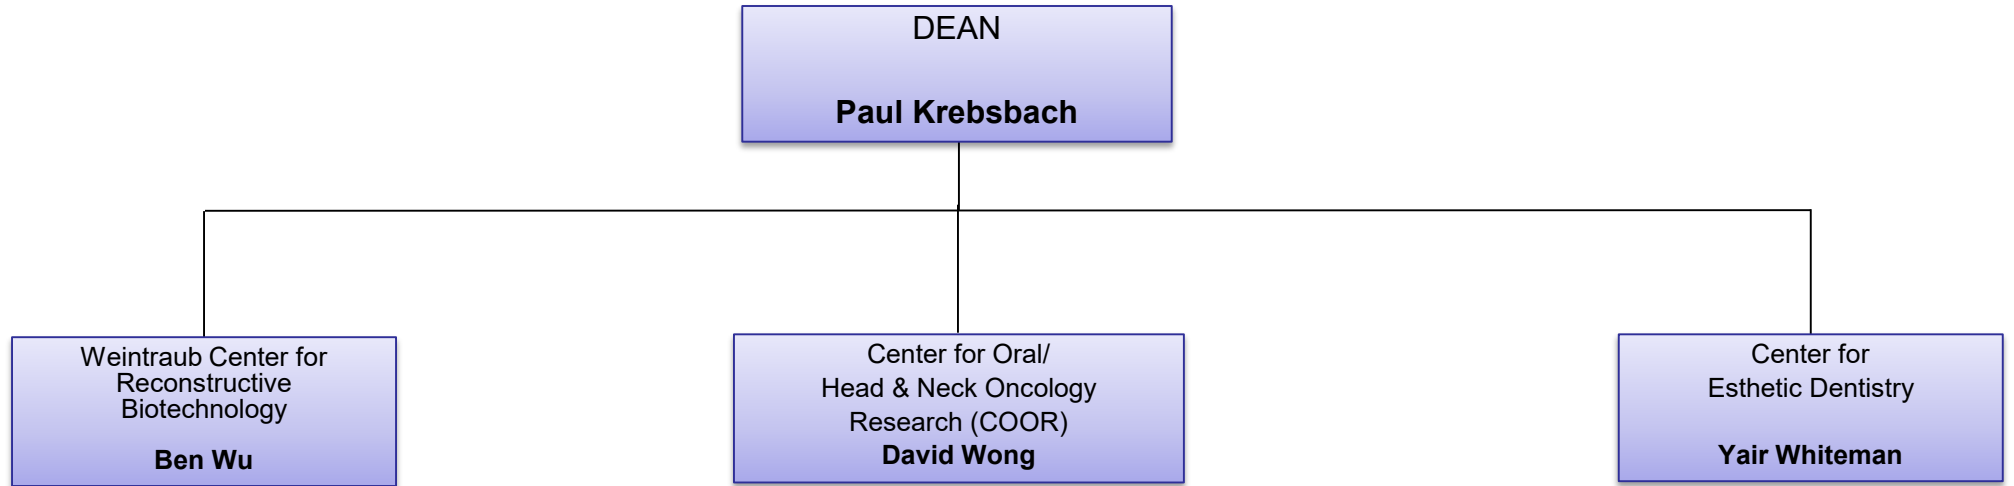 DEAN
Paul Krebsbach
Weintraub Center for
Reconstructive
Biotechnology
Ben Wu
Center for Oral/
Head & Neck Oncology
Research (COOR)
David Wong
Center for
Esthetic Dentistry
Yair Whiteman